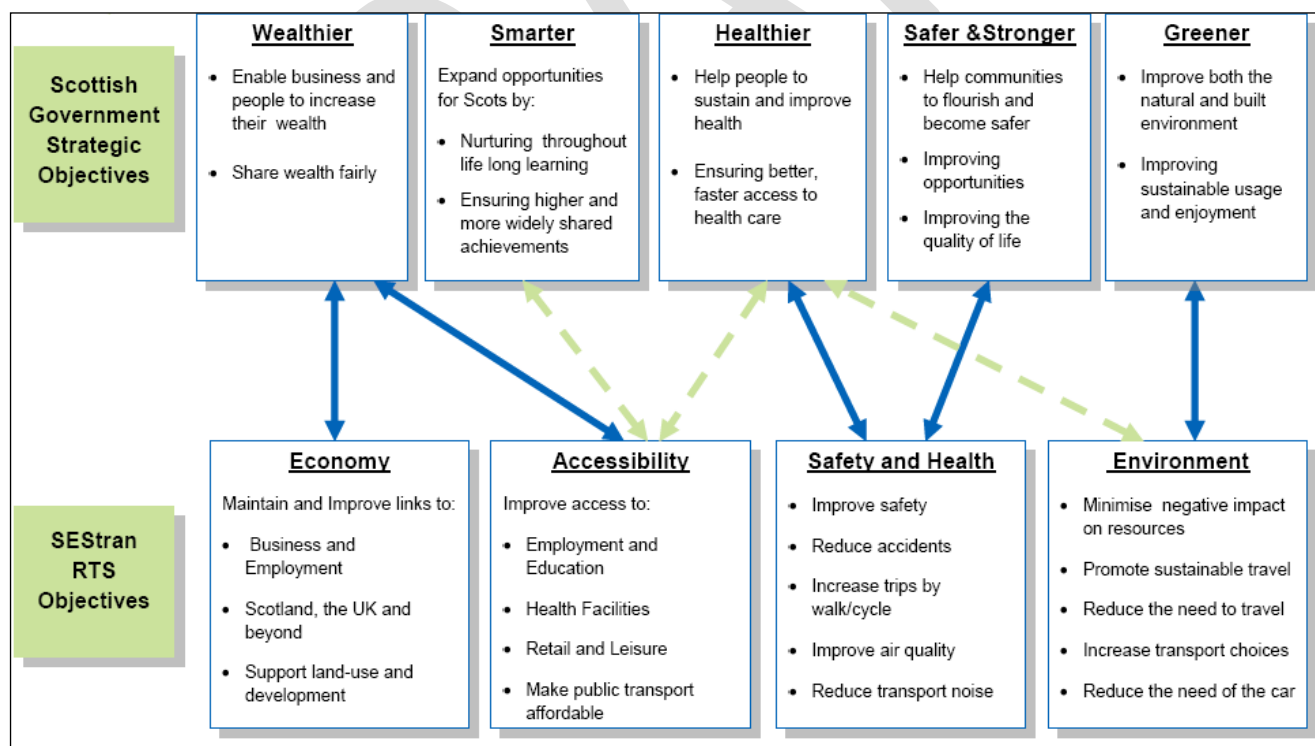 Scottish
Government
Strategic
Objectives
Wealthier
• Enable business and
people to increase
their wealth
• Share wealth fairly
Smarter
Expand opportunities
for Scots by:
• Nurturing throughout
life long learning
• Ensuring higher and
more widely shared
achievements
Healthier
• Help people to
sustain and improve
health
• Ensuring better,
faster access to
health care
Safer &Stronger
• Help communities
to flourish and
become safer
• Improving
opportunities
• Improving the
quality of life
Greener
• Improve both the
natural and built
environment
• Improving
sustainable usage
and enjoyment
SEStran
RTS
Objectives
Economy
Maintain and Improve links to:
• Business and
Employment
• Scotland, the UK and
beyond
• Support land-use and
development
Accessibility
Improve access to:
• Employment and
Education
• Health Facilities
• Retail and Leisure
• Make public transport
affordable
Safety and Health
• Improve safety
• Reduce accidents
• Increase trips by
walk/cycle
• Improve air quality
• Reduce transport noise
Environment
• Minimise negative impact
on resources
• Promote sustainable travel
• Reduce the need to travel
• Increase transport choices
• Reduce the need of the car